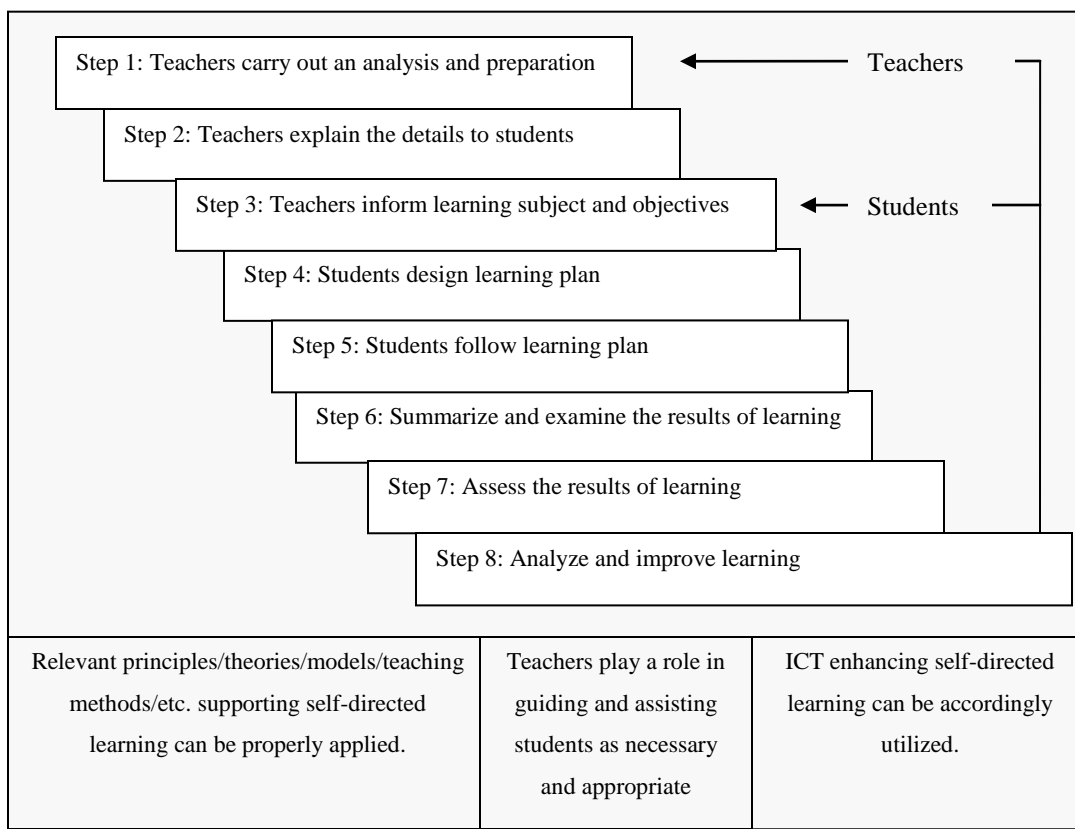 Step 1: Teachers carry out an analysis and preparation
Teachers
Step 2: Teachers explain the details to students
Step 3: Teachers inform learning subject and objectives
Students
Step 4: Students design learning plan
Step 5: Students follow learning plan
Step 6: Summarize and examine the results of learning
Step 7: Assess the results of learning
Step 8: Analyze and improve learning
Relevant principles/theories/models/teaching
methods/etc. supporting self-directed
learning can be properly applied.
Teachers play a role in
guiding and assisting
students as necessary
and appropriate
ICT enhancing self-directed
learning can be accordingly
utilized.